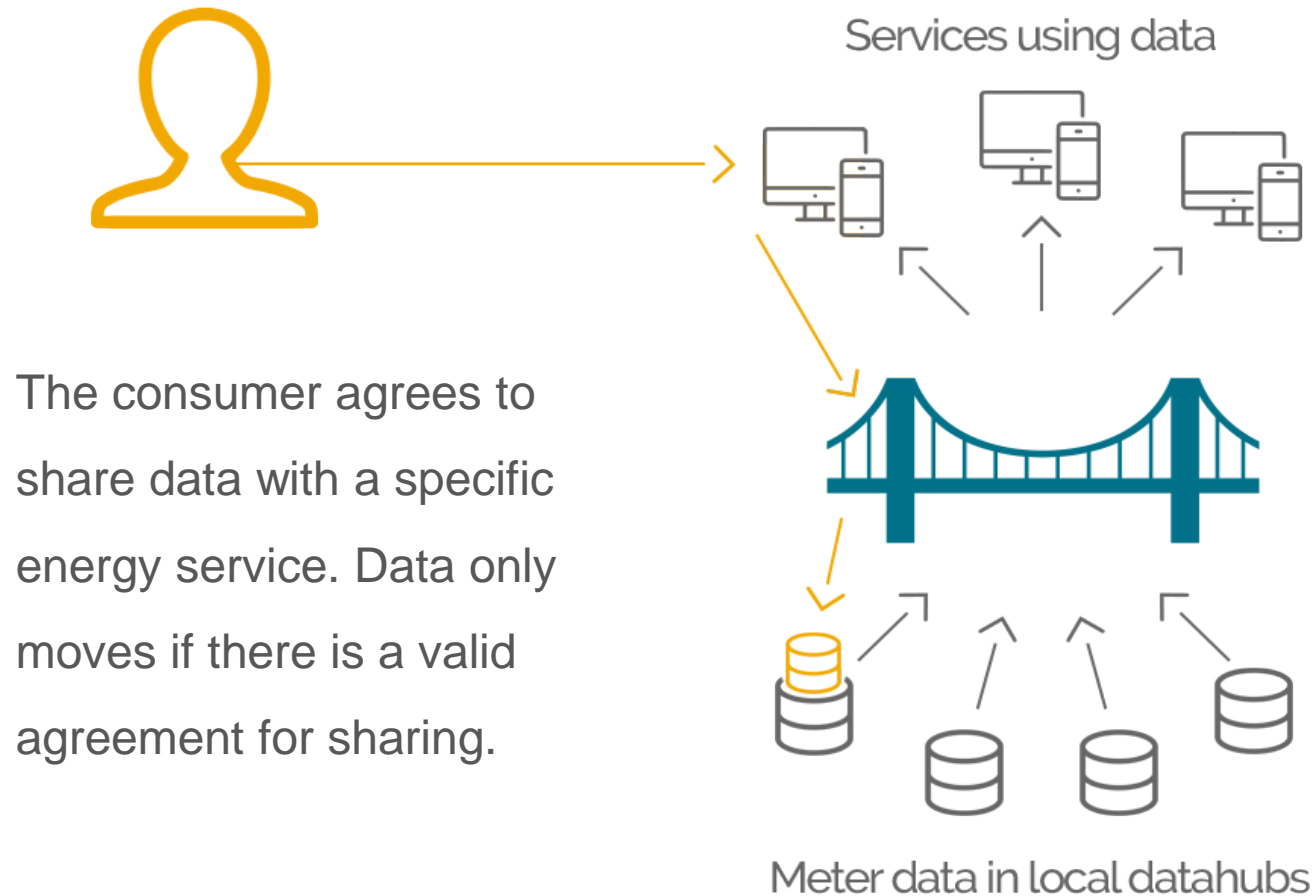 Services using data
The consumer agrees to
share data with a specific
energy service. Data only
moves if there is a valid
agreement for sharing.
Meter data in local datahubs